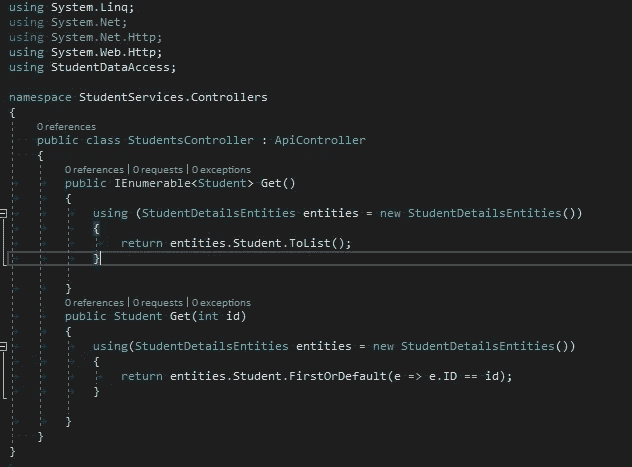 using System.Linq;
using System.Net;
using System.Net.Http;
using System.Web.Http;
using StudentDataAccess;
namespace StudentServices.Controllers
{
0 references
public class StudentsController : ApiController
{
0 references | 0 requests | 0 exceptions
public IEnumerable<Student> Get()
{
using (StudentDetailsEntities entities = new StudentDetailsEntities())
{
return entities.Student.ToList();
}
}
0 references | 0 requests | 0 exceptions
public Student Get(int id)
{
using(StudentDetailsEntities entities = new StudentDetailsEntities())
{
return entities.Student.FirstOrDefault(e => e.ID == id);
}
}
}
}